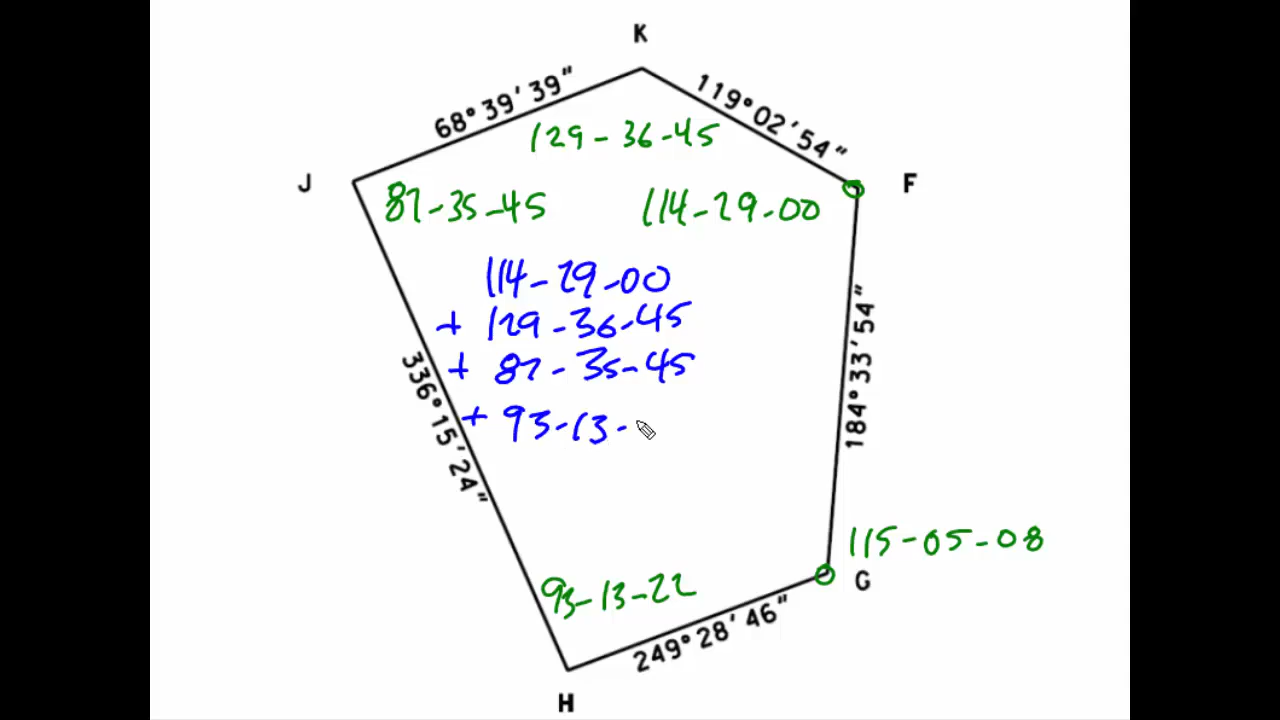 K
68°39'39"
119°02'54"
129-36-45
J
F
87-35-45
114-29-00
114-29-00
+ 129-36-45
+ 87-35-45
+ 93-13-
336°15'24"
184°33'54"
115-05-08
G
93-13-22
249°28'46"
H